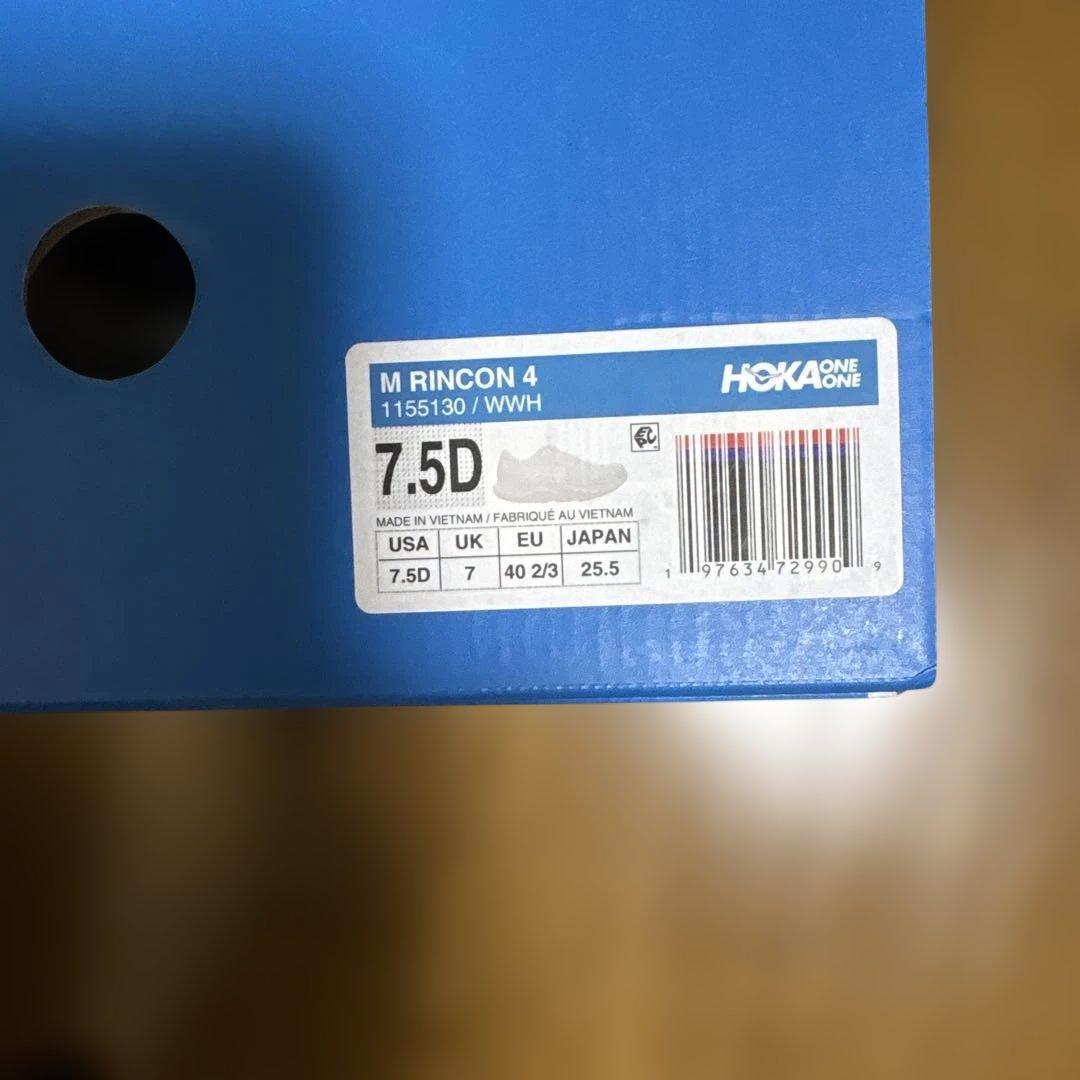 M RINCON 4
1155130 / WWH
HOKA ONE ONE
7.5D
MADE IN VIETNAM / FABRIQUÉ AU VIETNAM
USA UK EU JAPAN
7.5D 7 40 2/3 25.5
1 97634 72990 9